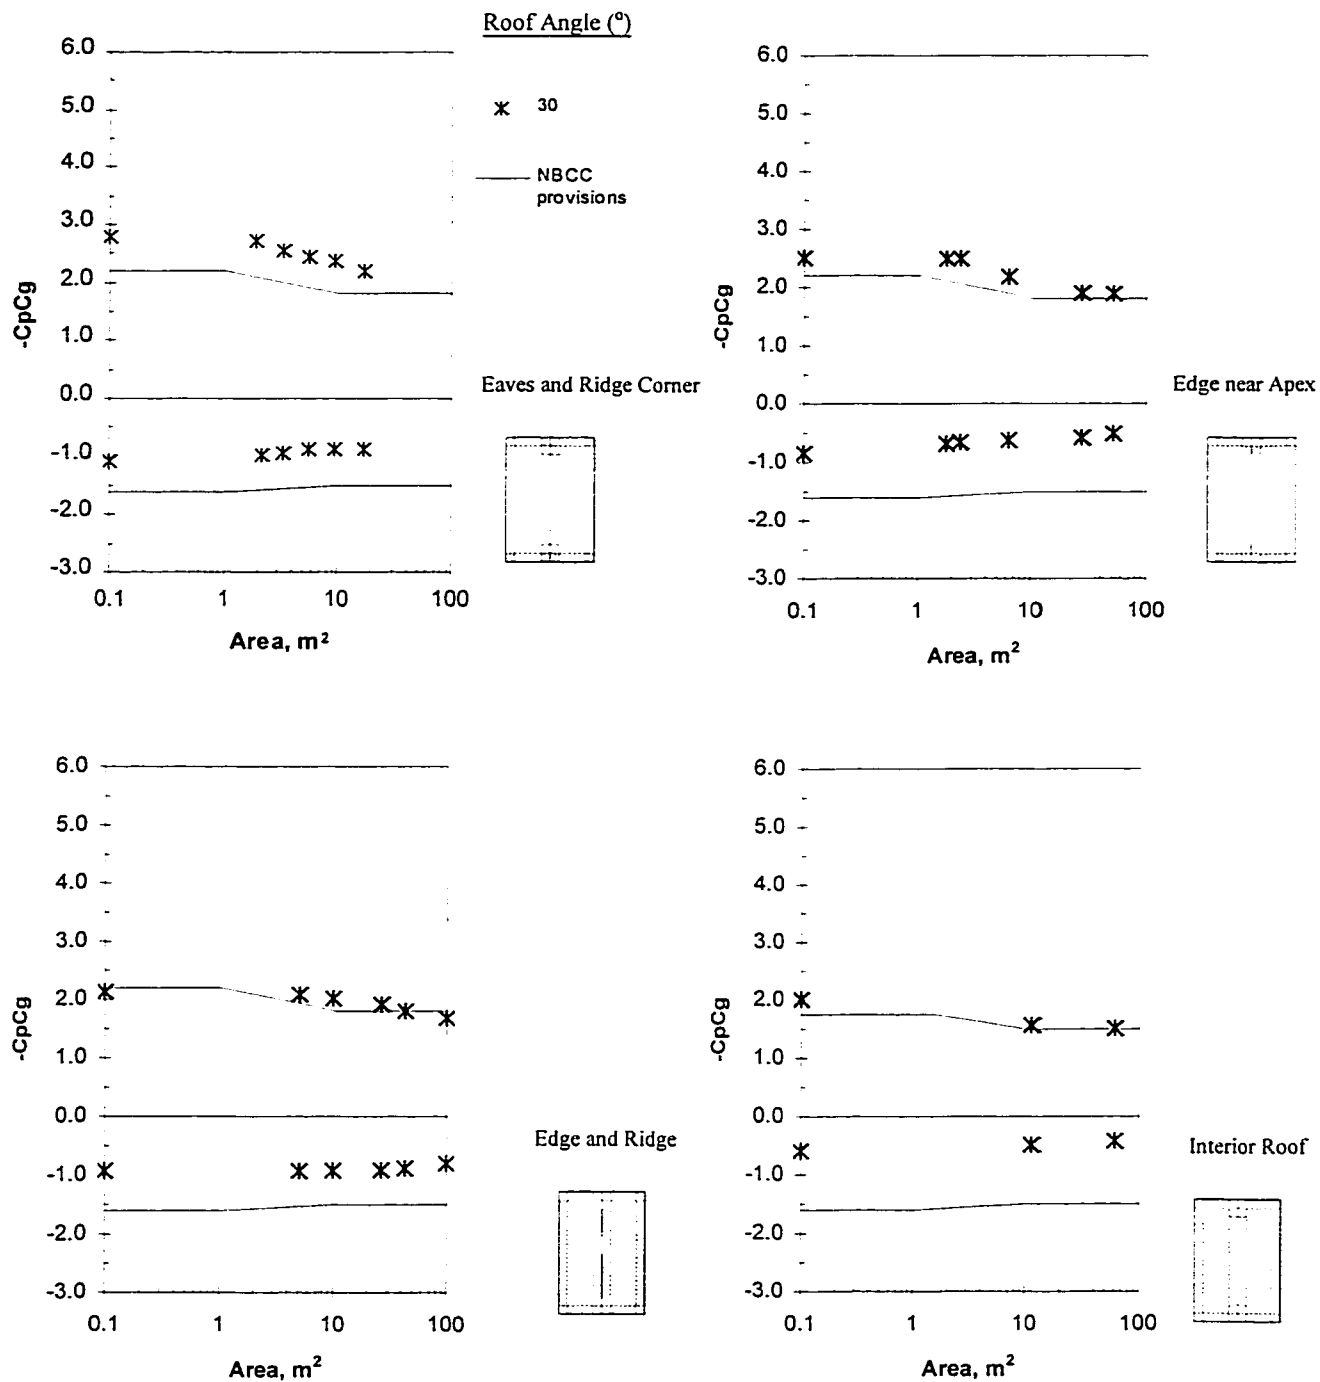 Roof Angle (°)
30
NBCC
provisions
6.0
5.0
4.0
3.0
2.0
1.0
0.0
-1.0
-2.0
-3.0
-CpCg
0.1 1 10 100
Area, m²
Eaves and Ridge Corner
6.0
5.0
4.0
3.0
2.0
1.0
0.0
-1.0
-2.0
-3.0
-CpCg
0.1 1 10 100
Area, m²
Edge near Apex
6.0
5.0
4.0
3.0
2.0
1.0
0.0
-1.0
-2.0
-3.0
-CpCg
0.1 1 10 100
Area, m²
Edge and Ridge
6.0
5.0
4.0
3.0
2.0
1.0
0.0
-1.0
-2.0
-3.0
-CpCg
0.1 1 10 100
Area, m²
Interior Roof